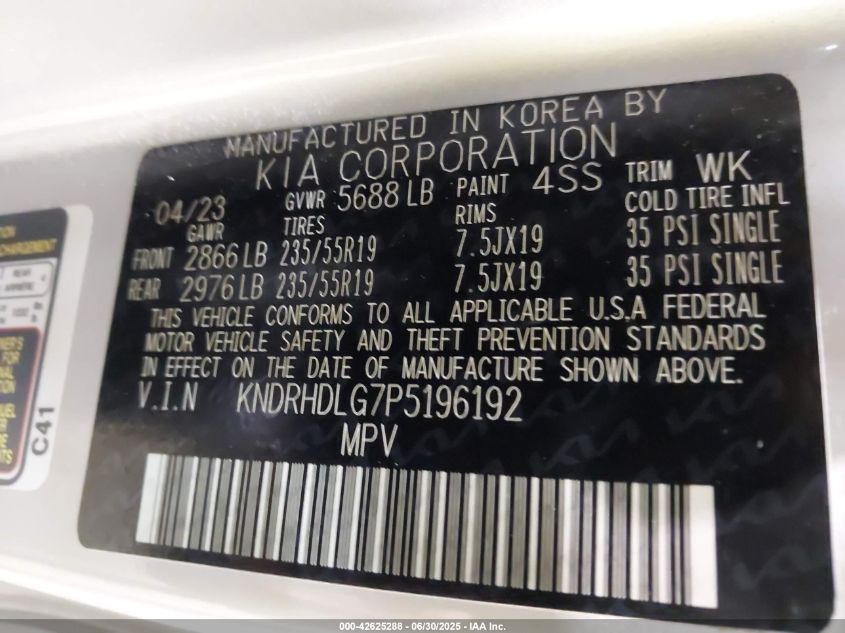 MANUFACTURED IN KOREA BY
KIA CORPORATION
04/23 GVWR 5688 LB PAINT 4SS TRIM WK
GAWR TIRES RIMS COLD TIRE INFL
FRONT 2866 LB 235/55R19 7.5JX19 35 PSI SINGLE
REAR 2976 LB 235/55R19 7.5JX19 35 PSI SINGLE
THIS VEHICLE CONFORMS TO ALL APPLICABLE U.S.A FEDERAL
MOTOR VEHICLE SAFETY AND THEFT PREVENTION STANDARDS
IN EFFECT ON THE DATE OF MANUFACTURE SHOWN ABOVE.
V.I.N KNDRHDLG7P5196192
MPV
REAR
FOR
C41
000-42625288 - 06/30/2025 - IAA Inc.